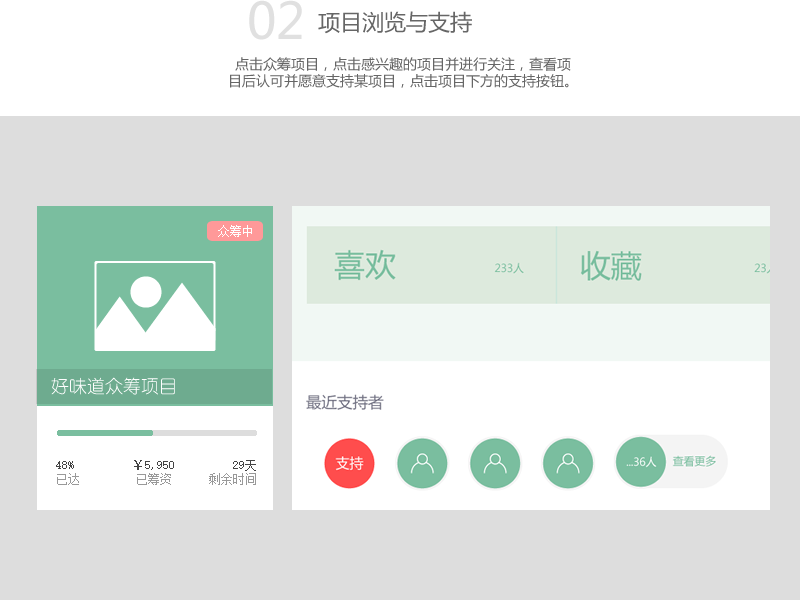 02 项目浏览与支持
点击众筹项目，点击感兴趣的项目并进行关注，查看项
目后认可并愿意支持某项目，点击项目下方的支持按钮。
众筹中
好味道众筹项目
48% ￥5,950 29天
已达 已筹资 剩余时间
喜欢 233人 收藏 23人
最近支持者
支持 ...36人 查看更多